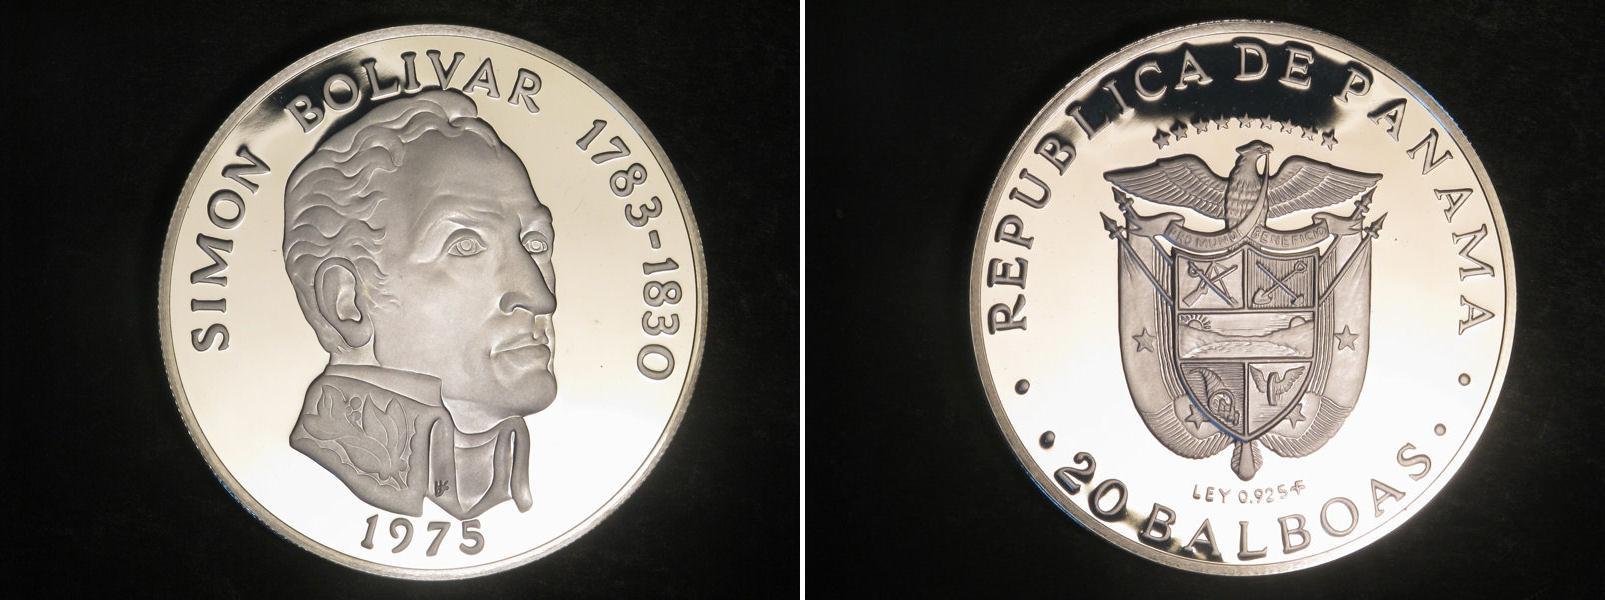 SIMON BOLIVAR 1783-1830
1975
REPUBLICA DE PANAMA
PRO MUNDI BENEFICIO
LEY 0.925
20 BALBOAS